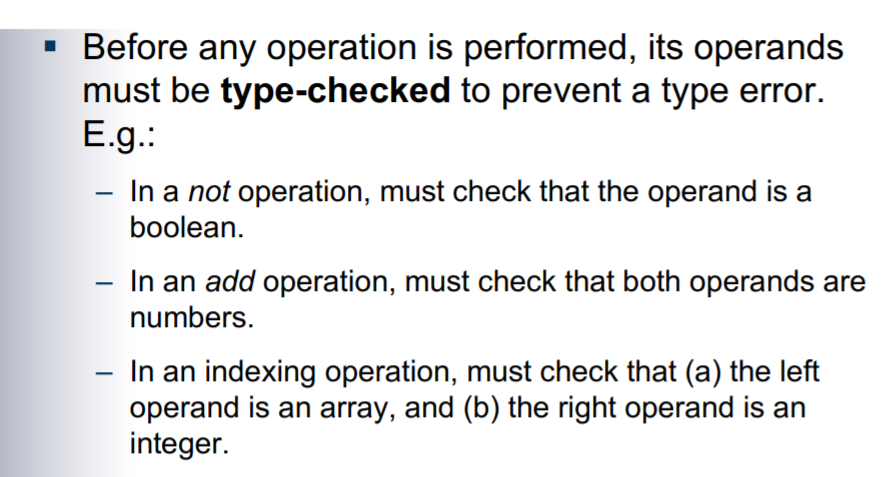 ▪ Before any operation is performed, its operands
must be type-checked to prevent a type error.
E.g.:
– In a not operation, must check that the operand is a
boolean.
– In an add operation, must check that both operands are
numbers.
– In an indexing operation, must check that (a) the left
operand is an array, and (b) the right operand is an
integer.